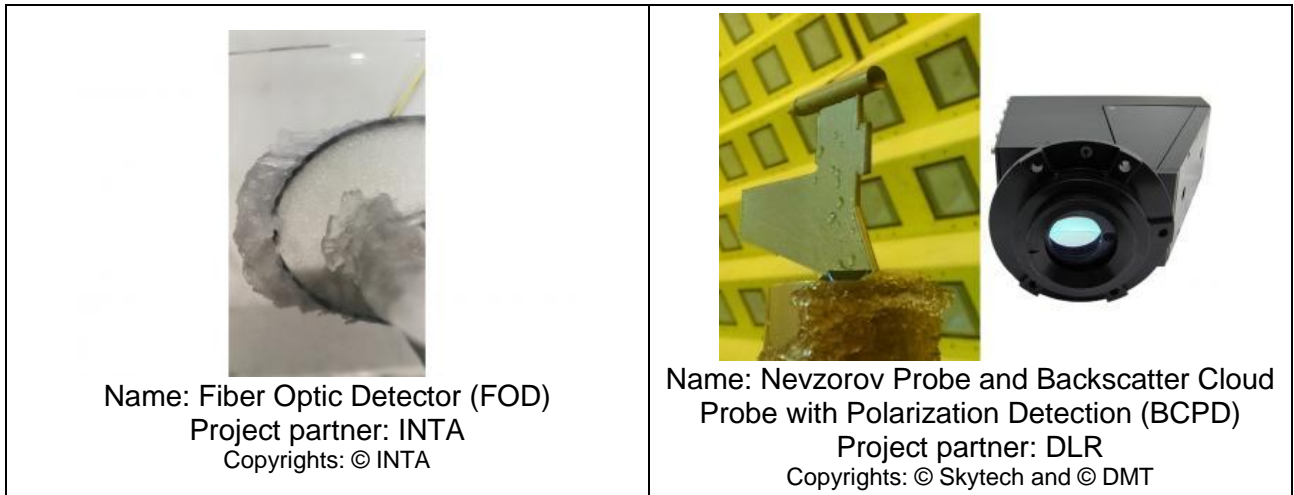 Name: Fiber Optic Detector (FOD)
Project partner: INTA
Copyrights: © INTA
Name: Nevzorov Probe and Backscatter Cloud
Probe with Polarization Detection (BCPD)
Project partner: DLR
Copyrights: © Skytech and © DMT